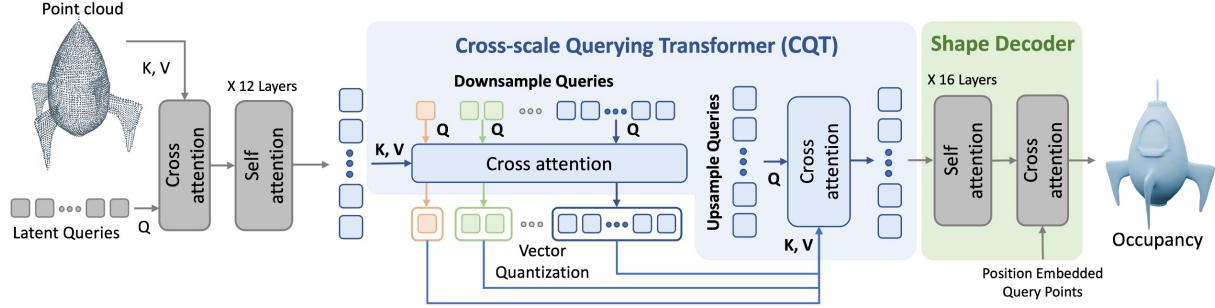 Point cloud
K, V
X 12 Layers
Cross
attention
Self
attention
Latent Queries
Q
Cross-scale Querying Transformer (CQT)
Downsample Queries
Q
Q
Q
K, V
Cross attention
Vector
Quantization
Upsample Queries
Q
Cross
attention
K, V
Shape Decoder
X 16 Layers
Self
attention
Cross
attention
Position Embedded
Query Points
Occupancy